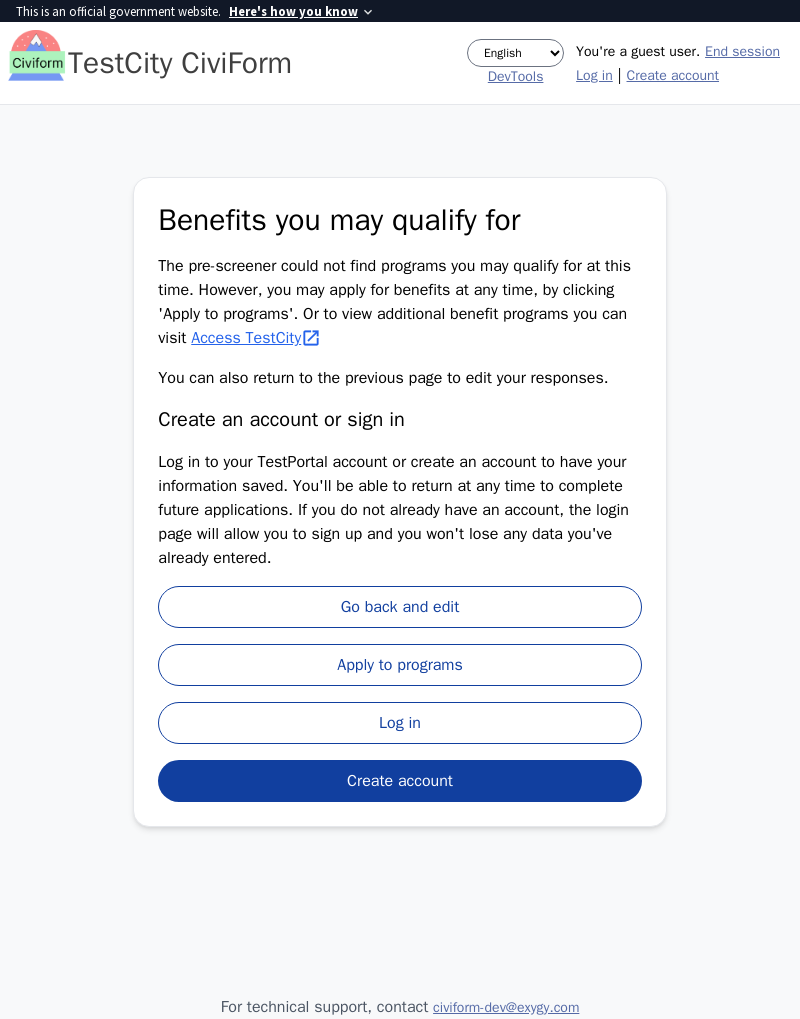 This is an official government website. Here's how you know
Civiform
TestCity CiviForm
English
DevTools
You're a guest user. End session
Log in | Create account
Benefits you may qualify for
The pre-screener could not find programs you may qualify for at this
time. However, you may apply for benefits at any time, by clicking
'Apply to programs'. Or to view additional benefit programs you can
visit Access TestCity
You can also return to the previous page to edit your responses.
Create an account or sign in
Log in to your TestPortal account or create an account to have your
information saved. You'll be able to return at any time to complete
future applications. If you do not already have an account, the login
page will allow you to sign up and you won't lose any data you've
already entered.
Go back and edit
Apply to programs
Log in
Create account
For technical support, contact civiform-dev@exygy.com